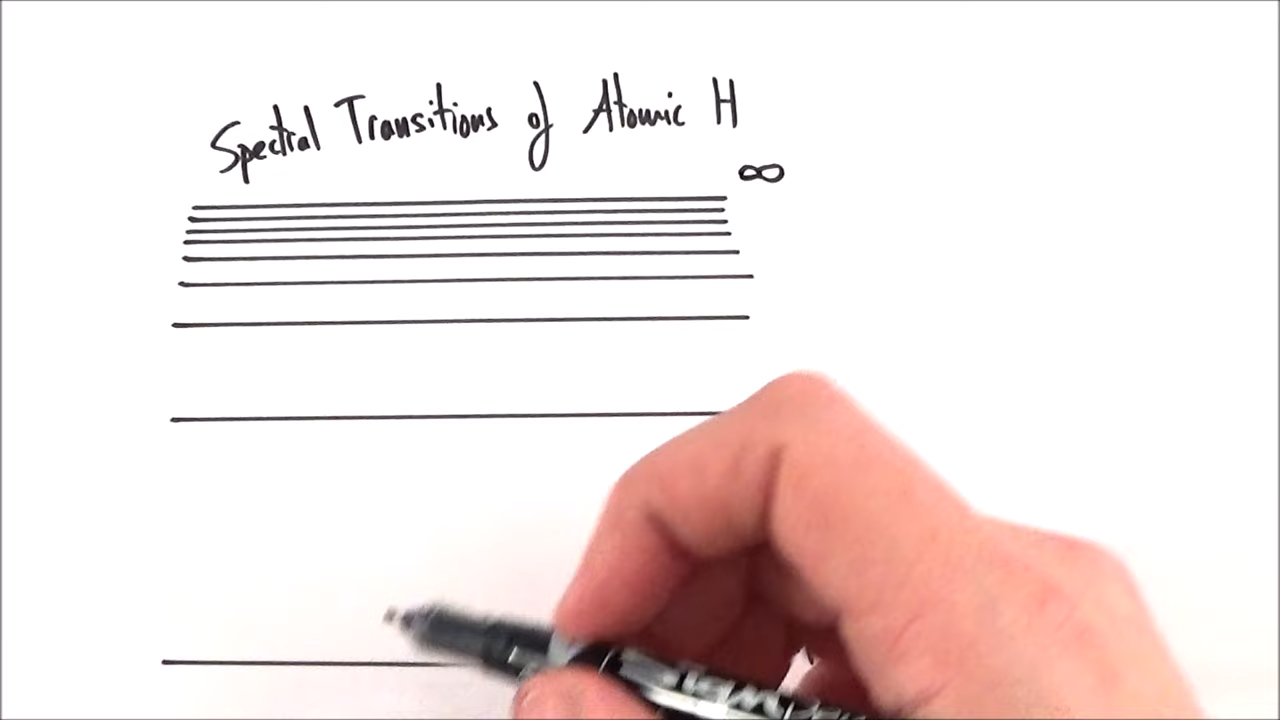 Spectral Transitions of Atomic H
∞